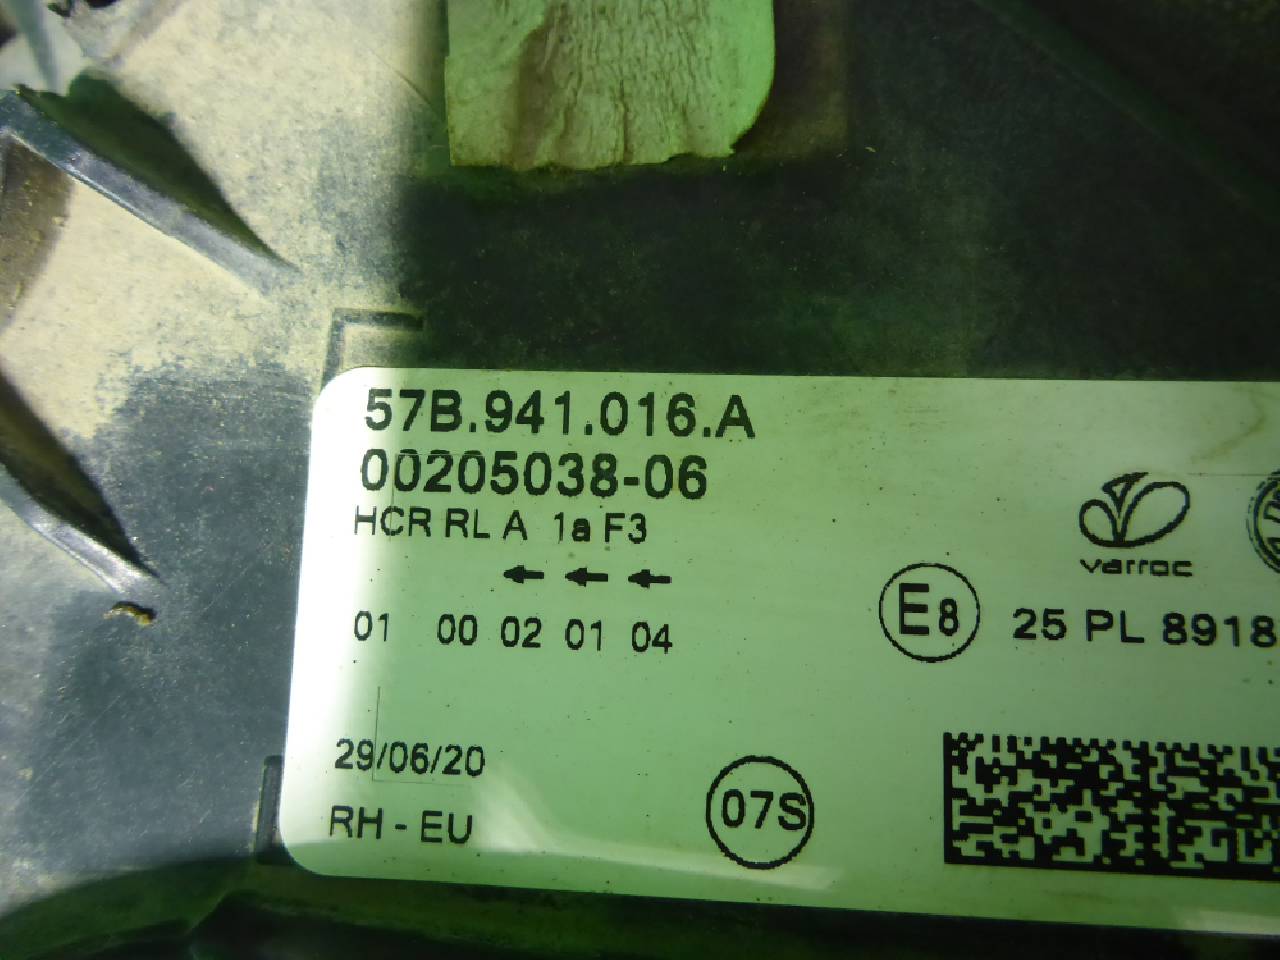 57B.941.016.A
00205038-06
HCR RL A 1a F3
01 00 02 01 04
varroc
E8 25 PL 8918
29/06/20
07S
RH - EU